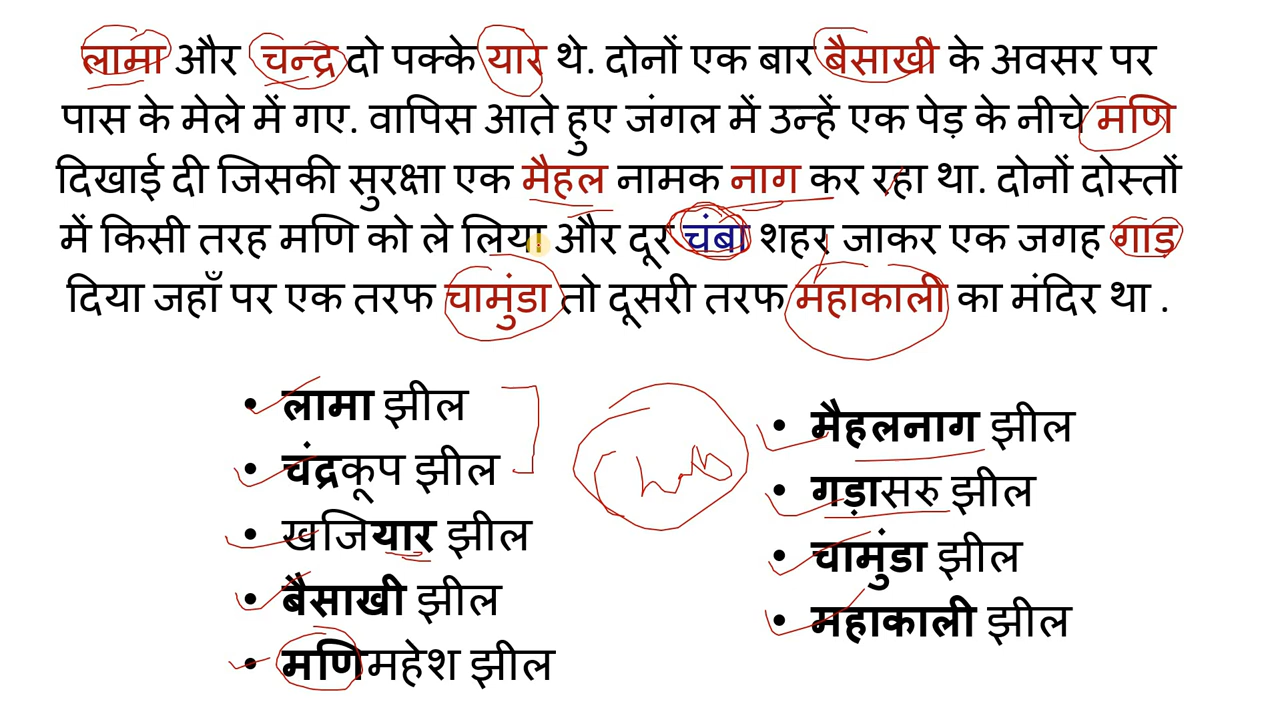 लामा और चन्द्र दो पक्के यार थे. दोनों एक बार बैसाखी के अवसर पर
पास के मेले में गए. वापिस आते हुए जंगल में उन्हें एक पेड़ के नीचे मणि
दिखाई दी जिसकी सुरक्षा एक मैहल नामक नाग कर रहा था. दोनों दोस्तों
में किसी तरह मणि को ले लिया और दूर चंबा शहर जाकर एक जगह गाड़
दिया जहाँ पर एक तरफ चामुंडा तो दूसरी तरफ महाकाली का मंदिर था .
• लामा झील
• चंद्रकूप झील
• खजियार झील
• बैसाखी झील
• मणिमहेश झील
• मैहलनाग झील
• गड़ासरु झील
• चामुंडा झील
• महाकाली झील